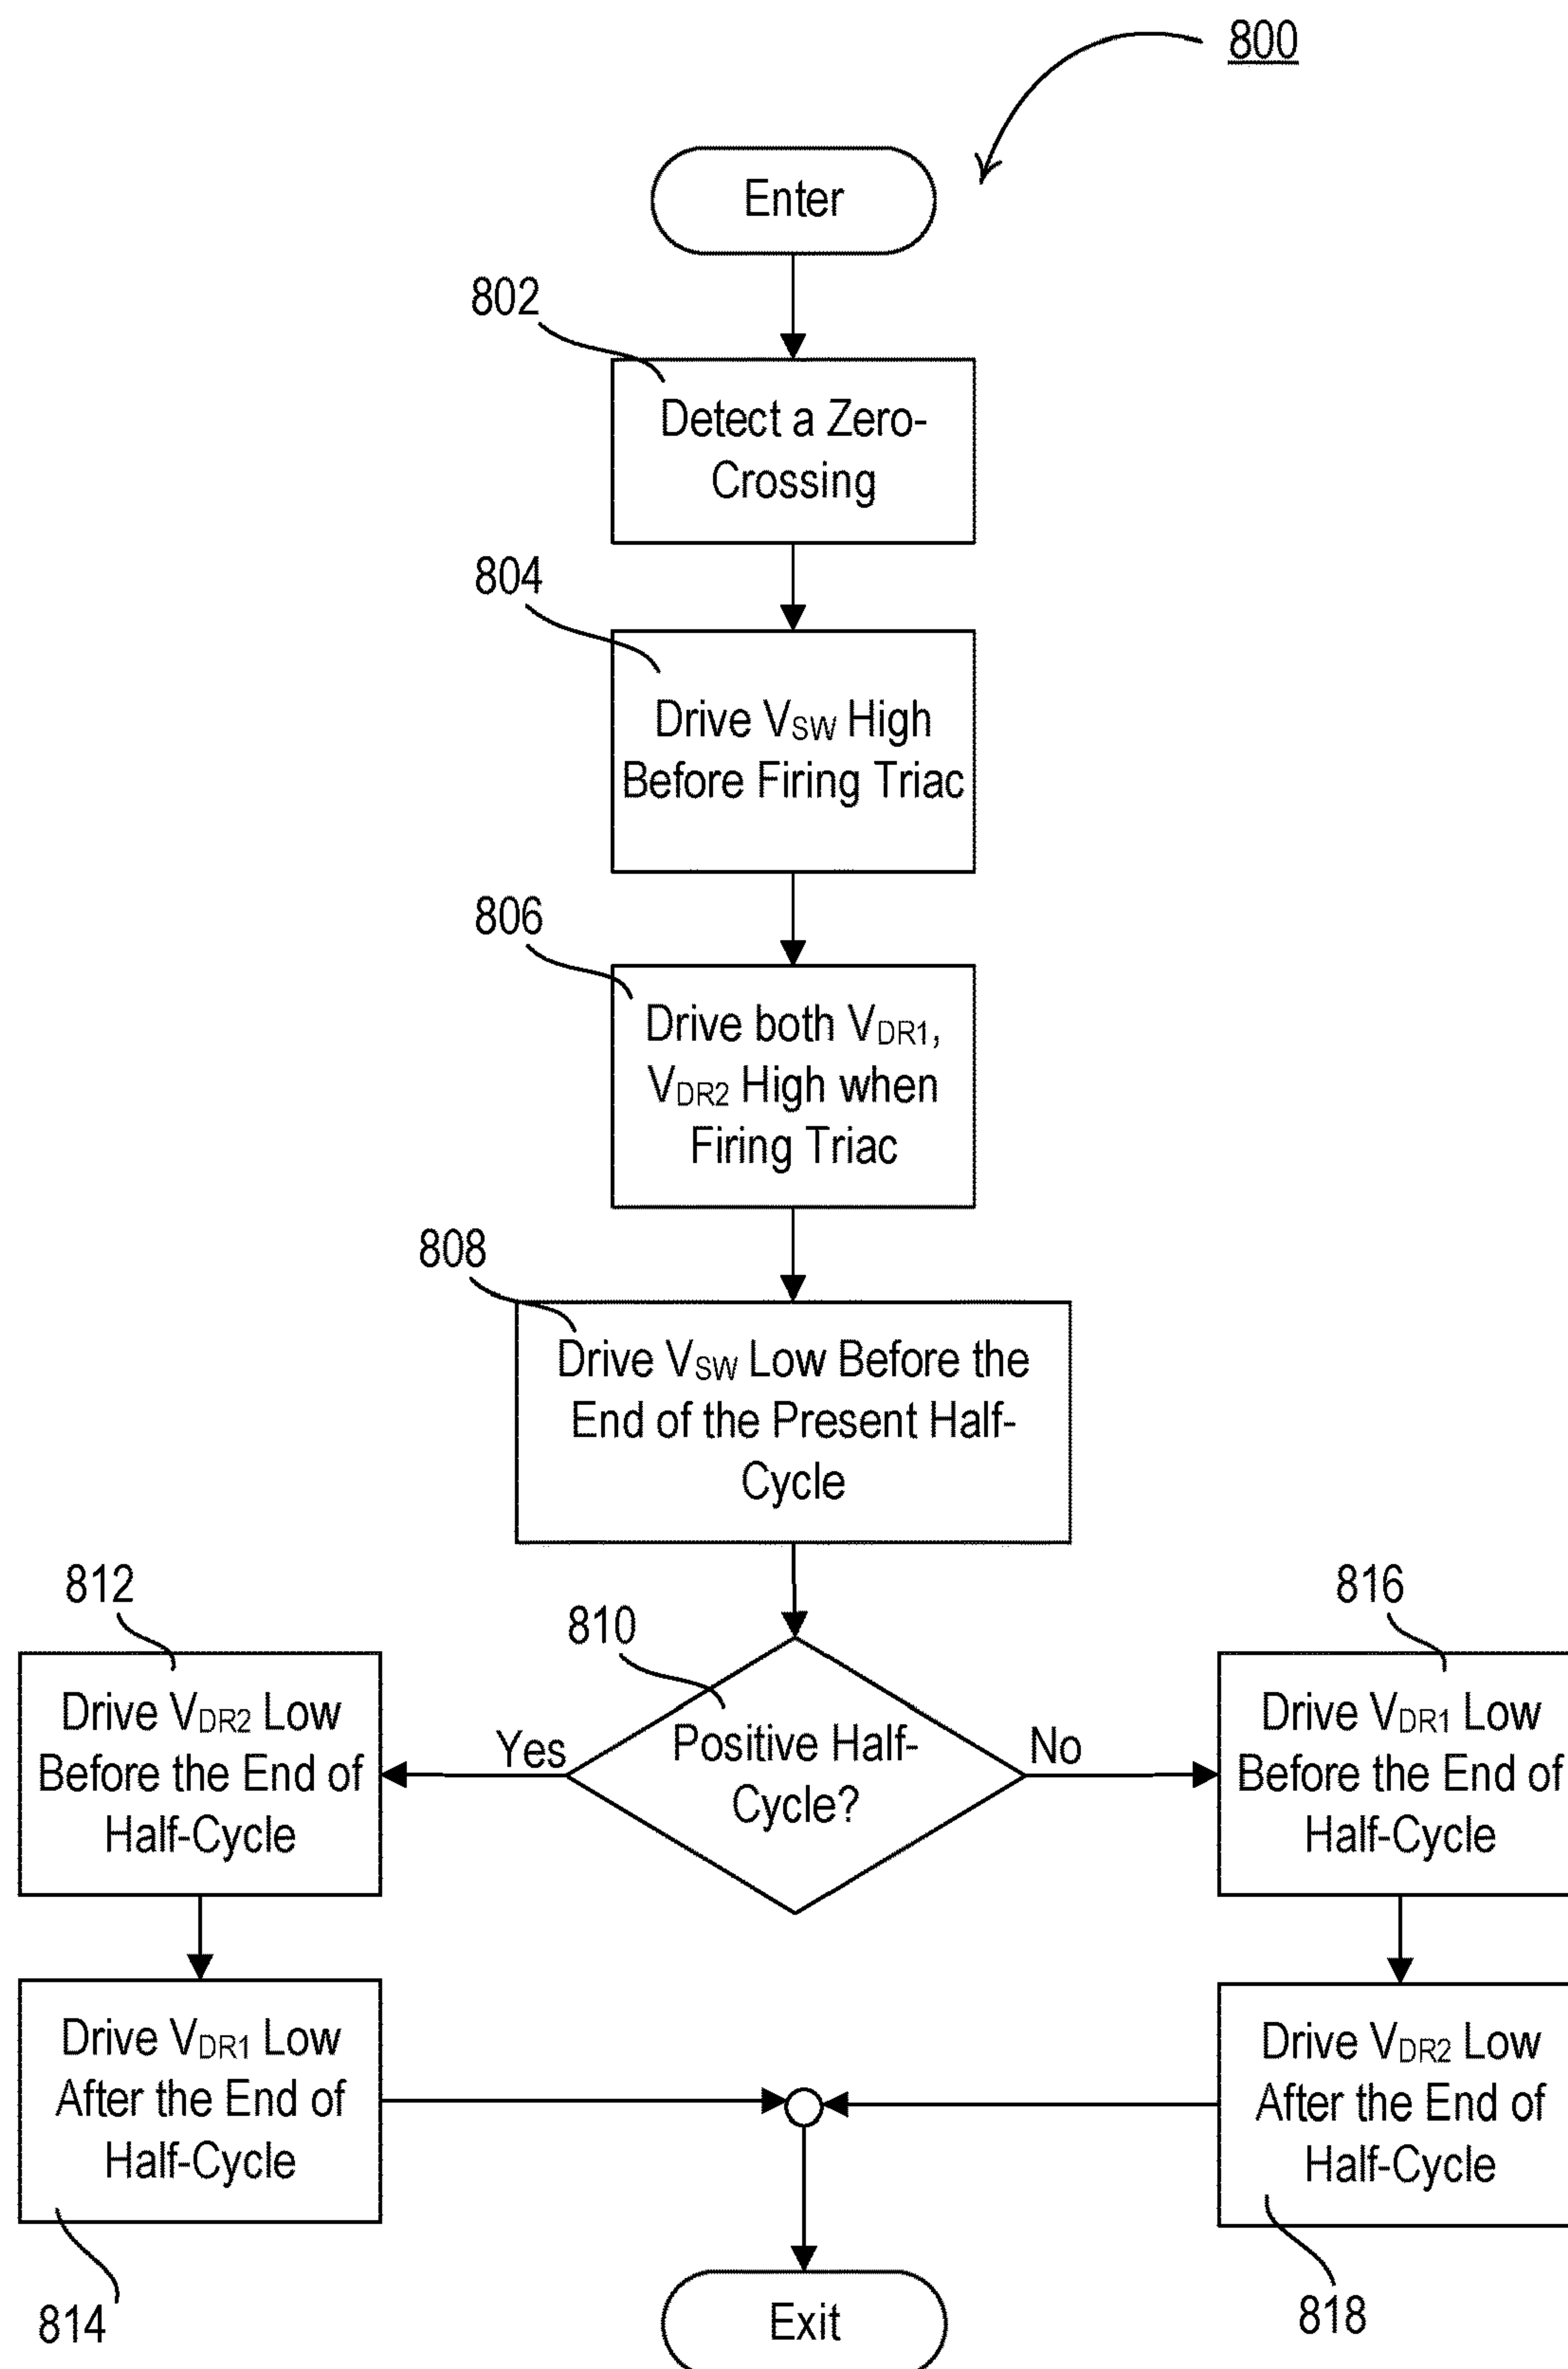 800
Enter
802
Detect a Zero-
Crossing
804
Drive VSW High
Before Firing Triac
806
Drive both VDR1,
VDR2 High when
Firing Triac
808
Drive VSW Low Before the
End of the Present Half-
Cycle
810
Positive Half-
Cycle?
Yes
No
812
Drive VDR2 Low
Before the End of
Half-Cycle
816
Drive VDR1 Low
Before the End of
Half-Cycle
Drive VDR1 Low
After the End of
Half-Cycle
814
Drive VDR2 Low
After the End of
Half-Cycle
818
Exit